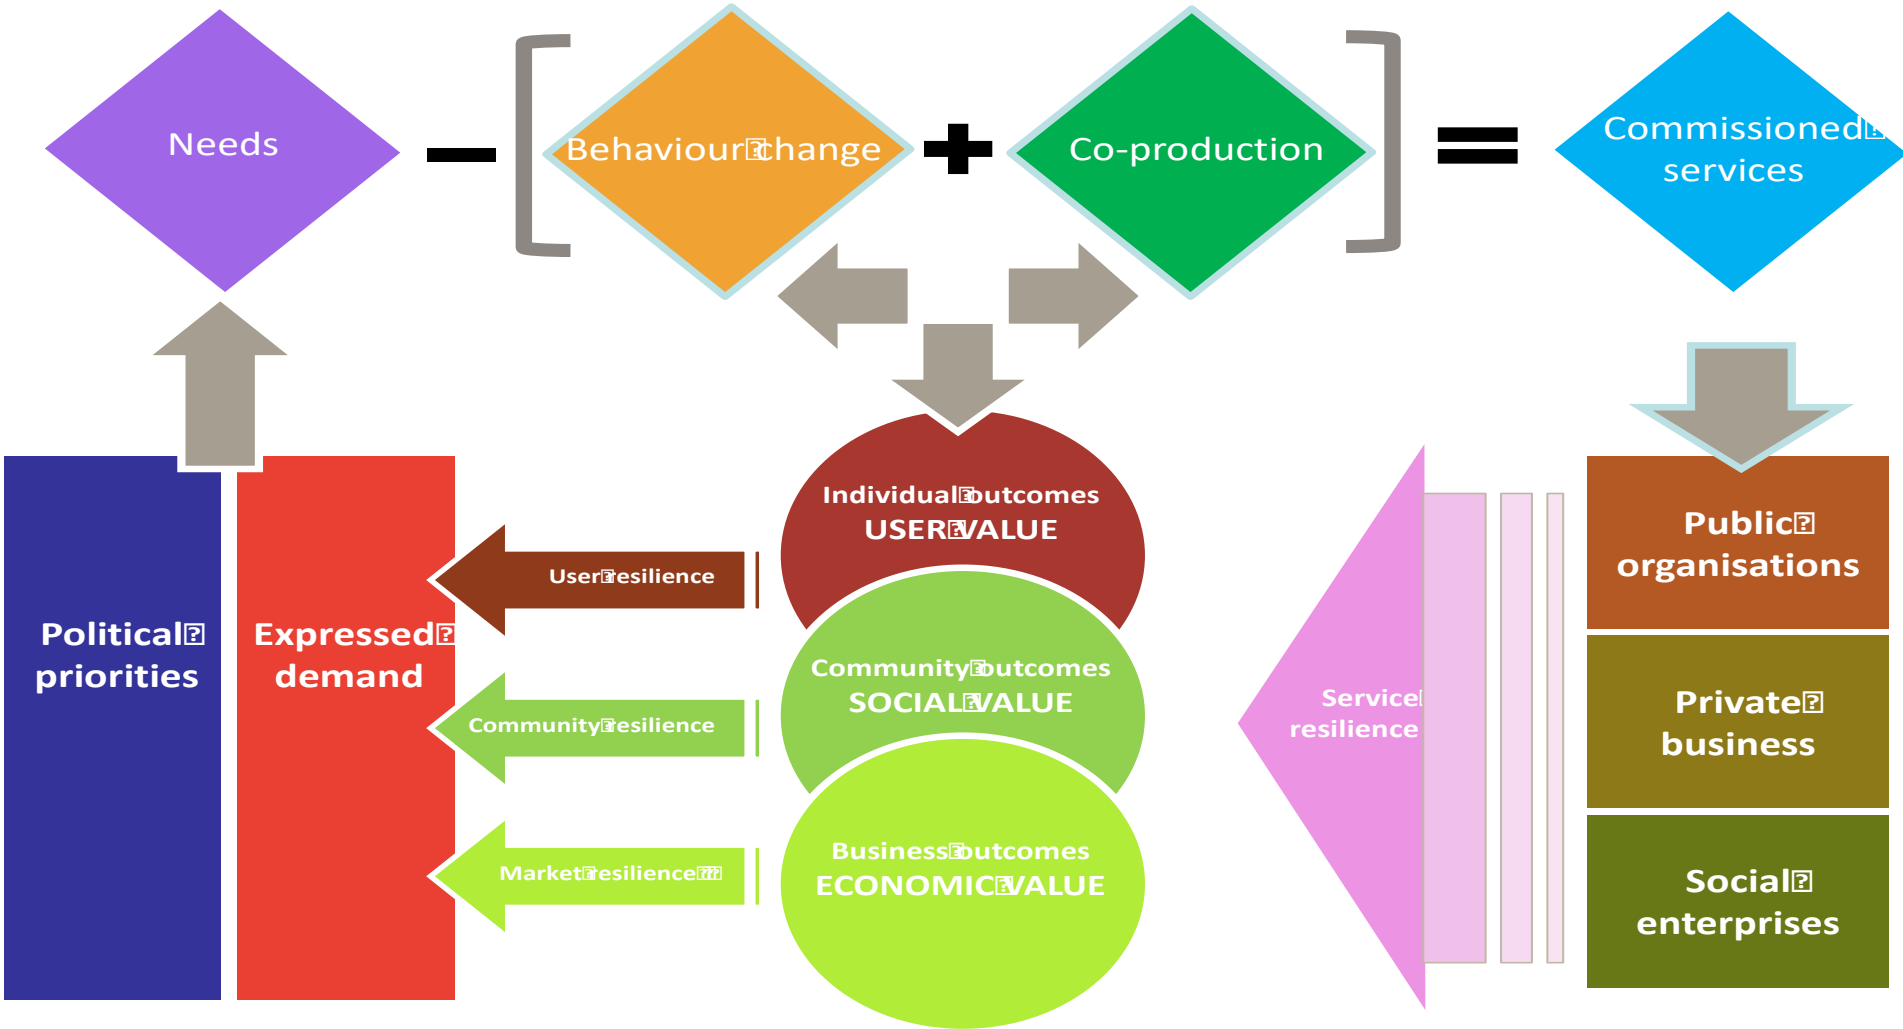 Needs
Behaviour change
Co-production
Commissioned
services
Individual outcomes
USER VALUE
Public
organisations
User resilience
Political
priorities
Expressed
demand
Community outcomes
SOCIAL VALUE
Community resilience
Service
resilience
Private
business
Business outcomes
ECONOMIC VALUE
Market resilience
Social
enterprises